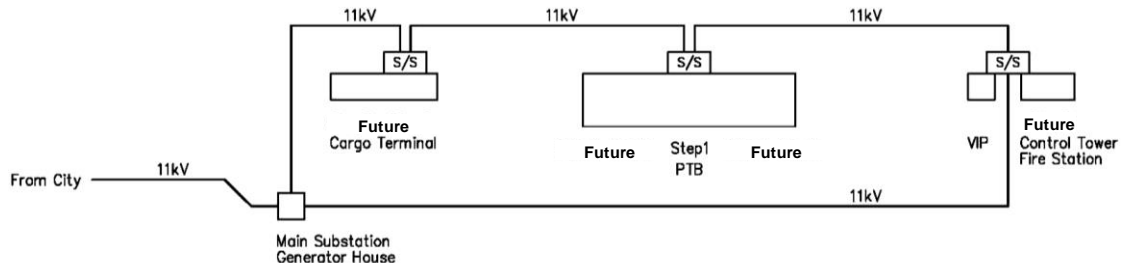 11kV
11kV
11kV
S/S
S/S
S/S
Future
Cargo Terminal
Future
Step1
PTB
Future
VIP
Future
Control Tower
Fire Station
From City
11kV
11kV
Main Substation
Generator House